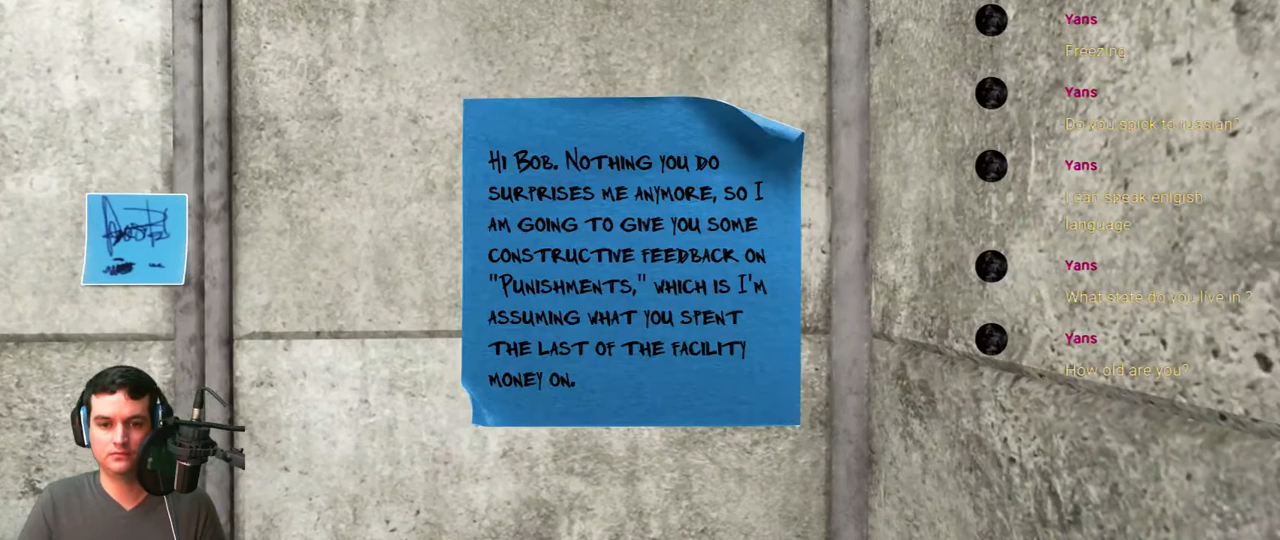 Hi Bob. Nothing you do
surprises me anymore, so I
am going to give you some
constructive feedback on
"Punishments," which is I'm
assuming what you spent
the last of the facility
money on.
Yans
Freezing
Yans
Do you spick to russian?
Yans
I can speak enlgish
language
Yans
What state do you live in ?
Yans
How old are you?